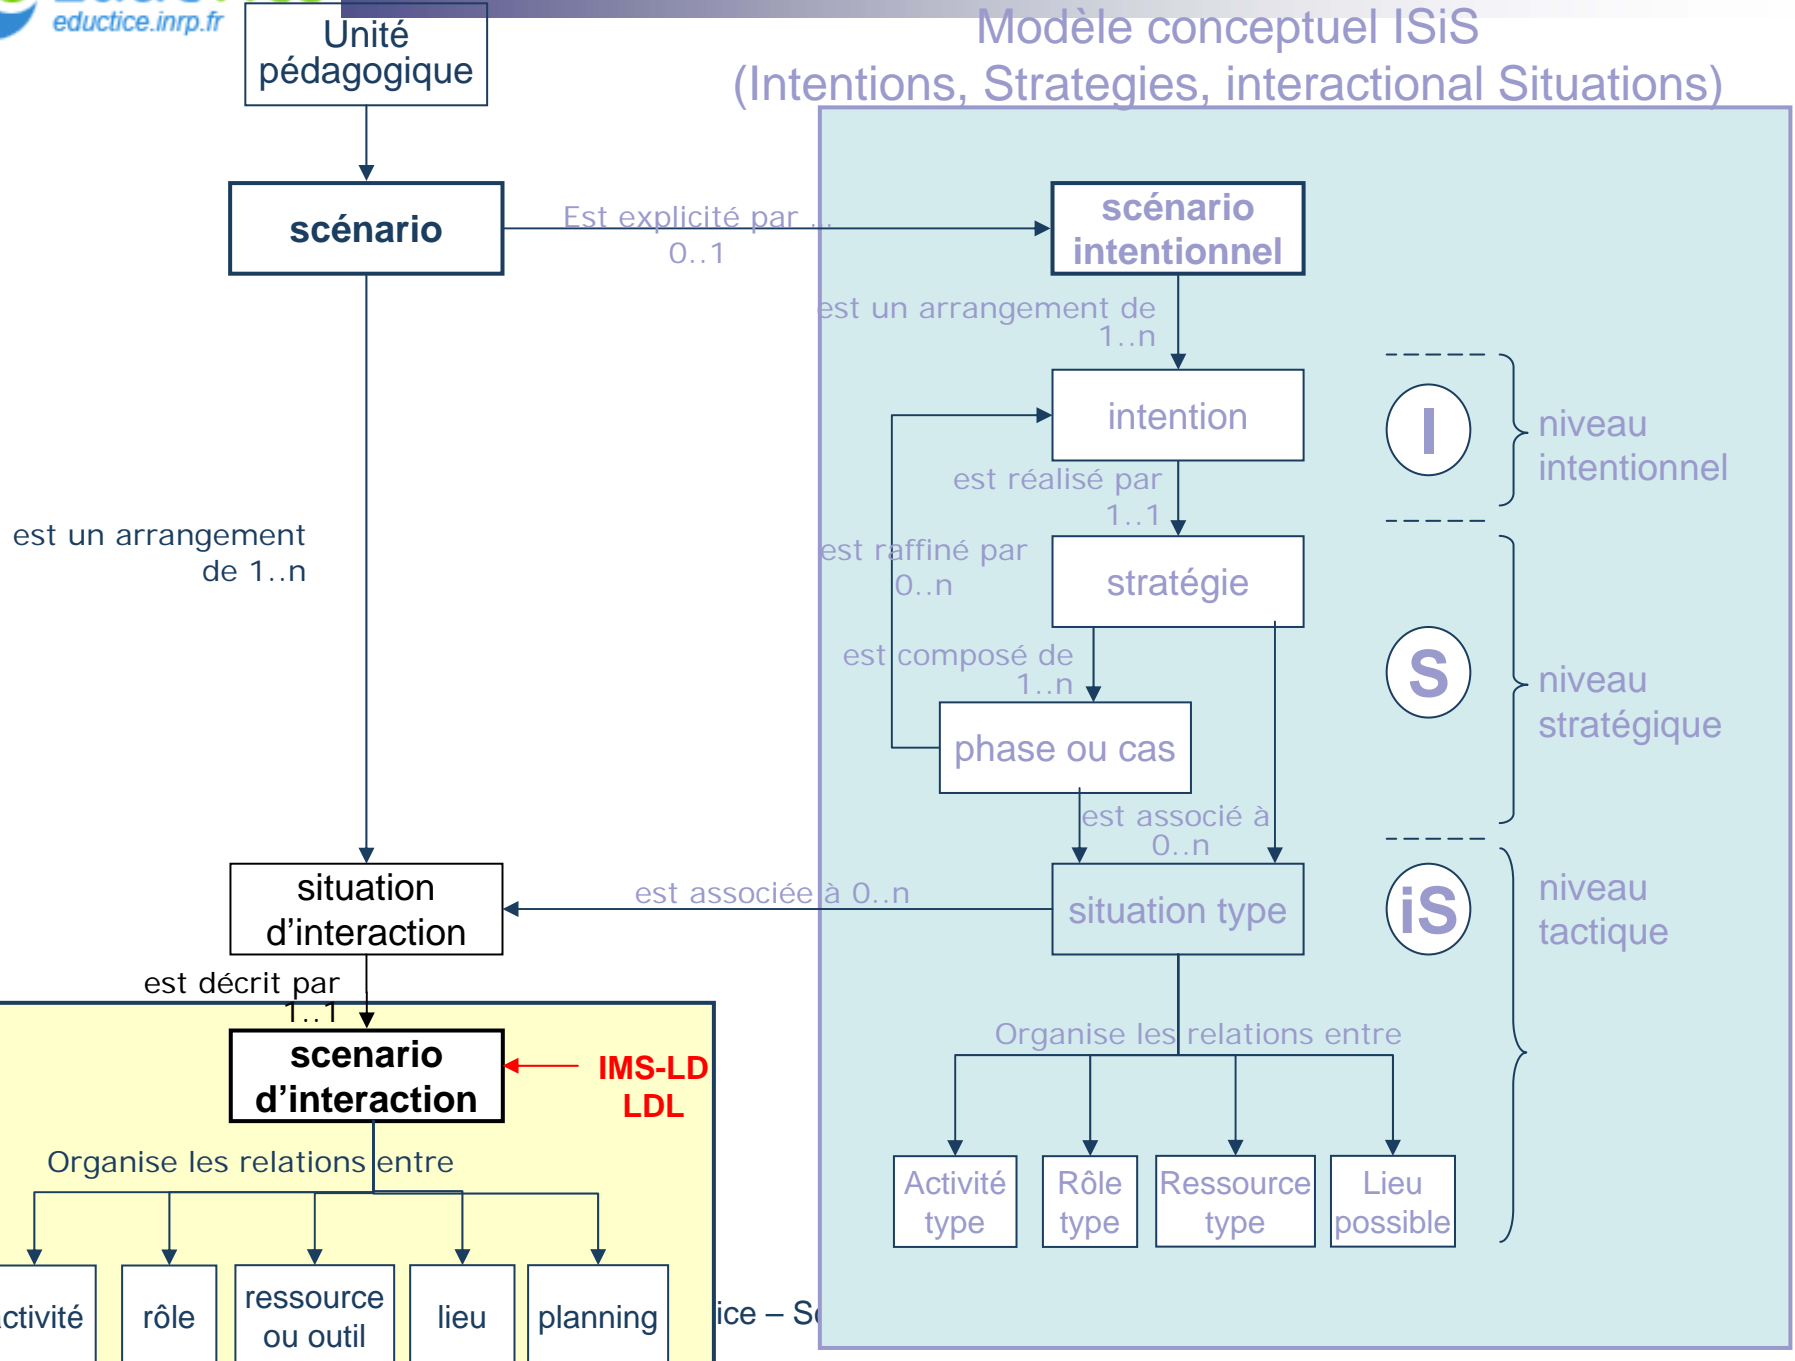 eductice.inrp.fr
Modèle conceptuel ISiS
(Intentions, Strategies, interactional Situations)
Unité
pédagogique
scénario
Est explicité par ...
0..1
scénario
intentionnel
est un arrangement de
1..n
intention
I
niveau
intentionnel
est réalisé par
1..1
est un arrangement
de 1..n
est raffiné par
0..n
stratégie
S
niveau
stratégique
est composé de
1..n
phase ou cas
est associé à
0..n
situation
d'interaction
est associée à 0..n
situation type
iS
niveau
tactique
est décrit par
1..1
scenario
d'interaction
IMS-LD
LDL
Organise les relations entre
Organise les relations entre
Activité
type
Rôle
type
Ressource
type
Lieu
possible
ctivité
rôle
ressource
ou outil
lieu
planning
ice – S